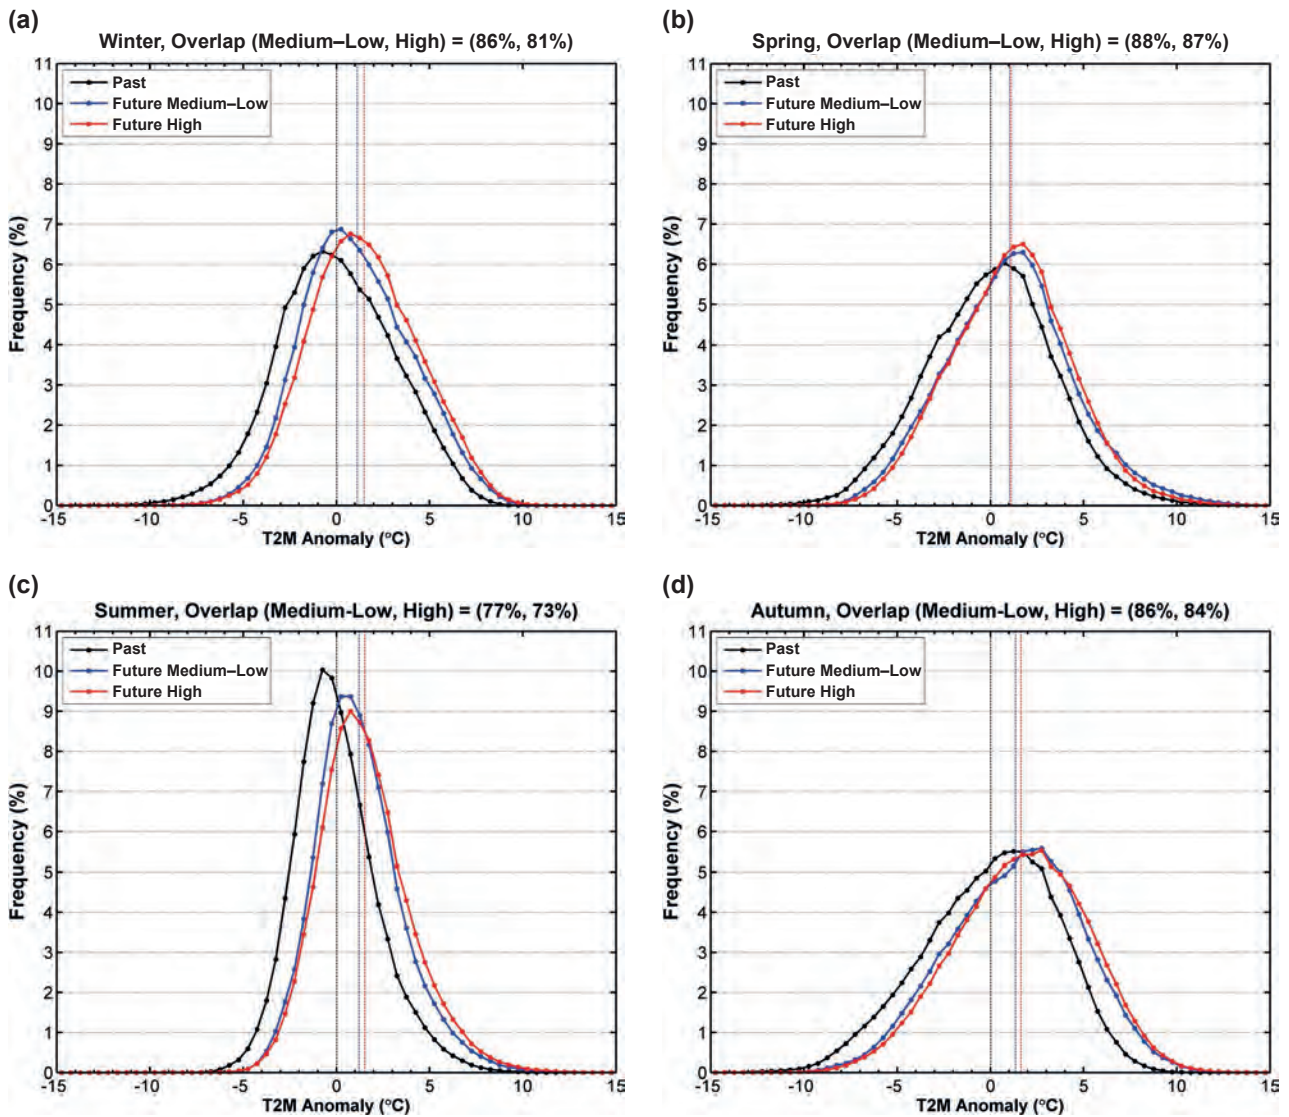 (a)
Winter, Overlap (Medium–Low, High) = (86%, 81%)
11
10
9
8
7
6
5
4
3
2
1
0
Frequency (%)
Past
Future Medium–Low
Future High
-15
-10
-5
0
5
10
15
T2M Anomaly (°C)
(b)
Spring, Overlap (Medium–Low, High) = (88%, 87%)
11
10
9
8
7
6
5
4
3
2
1
0
Frequency (%)
Past
Future Medium–Low
Future High
-15
-10
-5
0
5
10
15
T2M Anomaly (°C)
(c)
Summer, Overlap (Medium-Low, High) = (77%, 73%)
11
10
9
8
7
6
5
4
3
2
1
0
Frequency (%)
Past
Future Medium–Low
Future High
-15
-10
-5
0
5
10
15
T2M Anomaly (°C)
(d)
Autumn, Overlap (Medium-Low, High) = (86%, 84%)
11
10
9
8
7
6
5
4
3
2
1
0
Frequency (%)
Past
Future Medium–Low
Future High
-15
-10
-5
0
5
10
15
T2M Anomaly (°C)